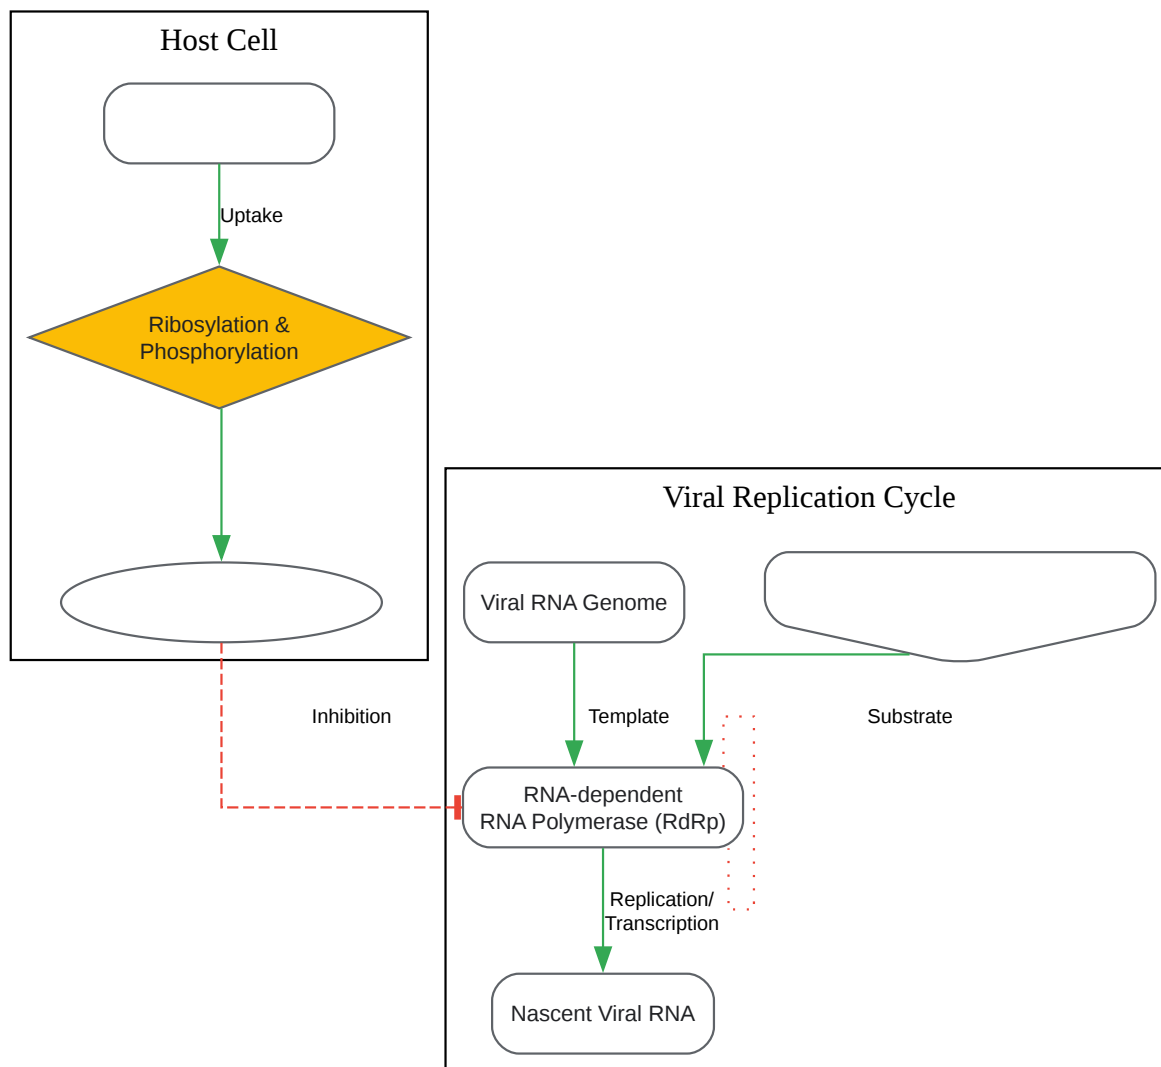 Host Cell
Uptake
Ribosylation &
Phosphorylation
Viral Replication Cycle
Viral RNA Genome
Inhibition
Template
Substrate
RNA-dependent
RNA Polymerase (RdRp)
Replication/
Transcription
Nascent Viral RNA